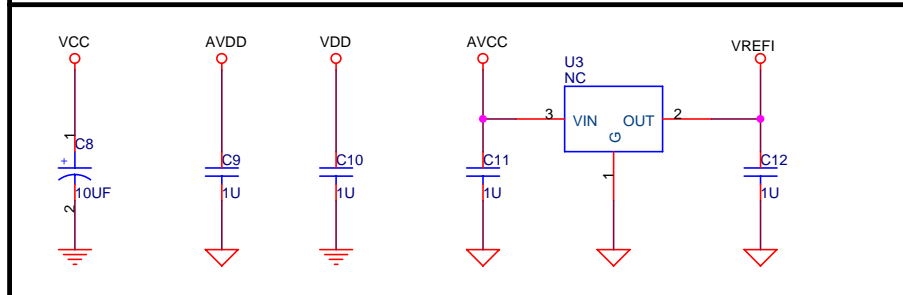 VCC
AVDD
VDD
AVCC
VREFI
U3
NC
3
VIN
OUT
2
G
1
1
C8
+
10UF
2
C9
1U
C10
1U
C11
1U
C12
1U